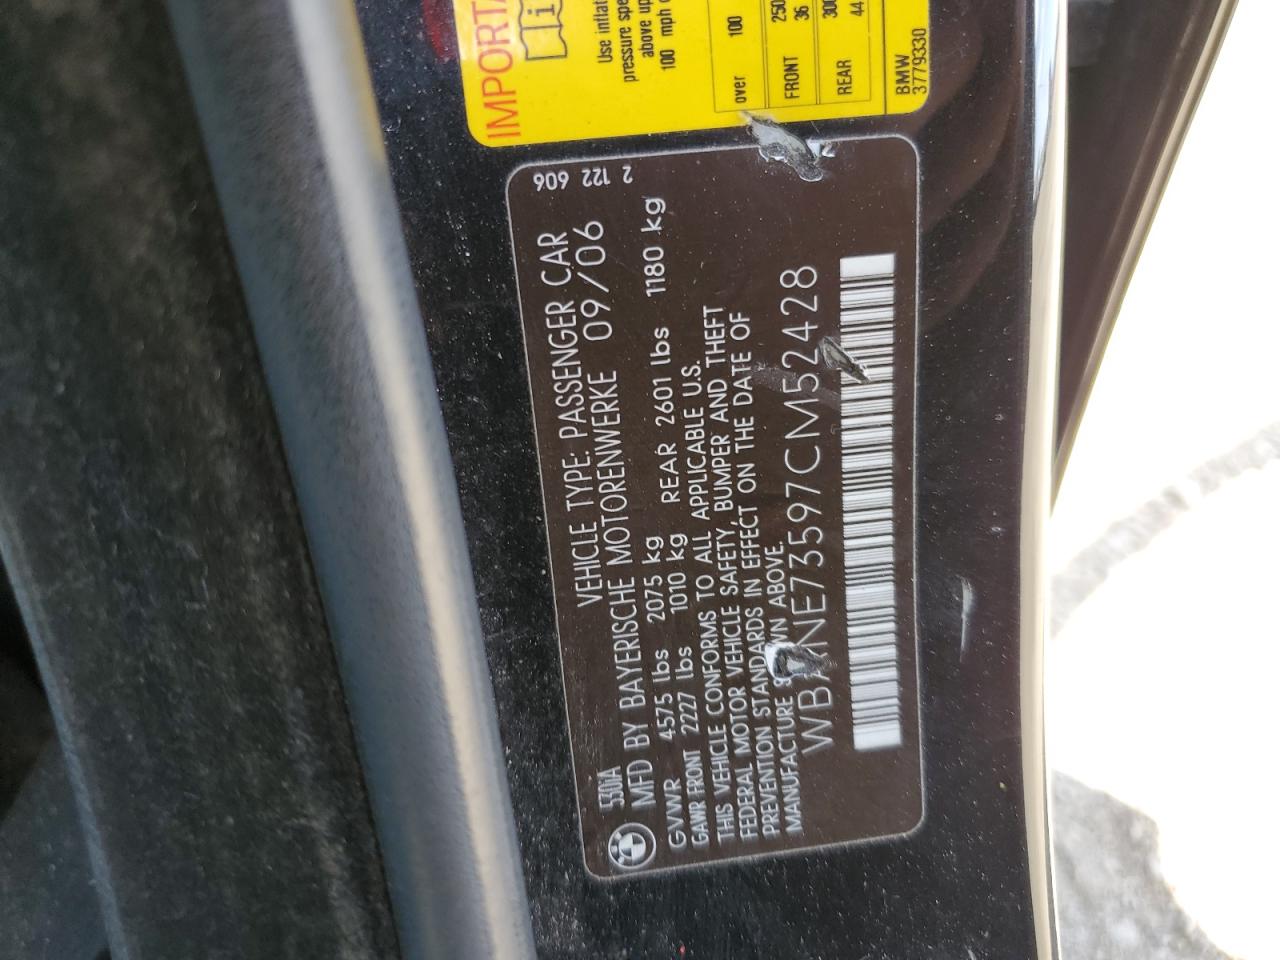 IMPORTA
Use inflat
pressure spe
above up
100 mph o
over 100
FRONT 250 36
REAR 300 44
BMW
3779330
2 122 606
530iA VEHICLE TYPE: PASSENGER CAR
MFD BY BAYERISCHE MOTORENWERKE 09/06
GVWR 4575 lbs 2075 kg
GAWR FRONT 2227 lbs 1010 kg REAR 2601 lbs 1180 kg
THIS VEHICLE CONFORMS TO ALL APPLICABLE U.S.
FEDERAL MOTOR VEHICLE SAFETY, BUMPER AND THEFT
PREVENTION STANDARDS IN EFFECT ON THE DATE OF
MANUFACTURE SHOWN ABOVE.
WBANE73597CM52428